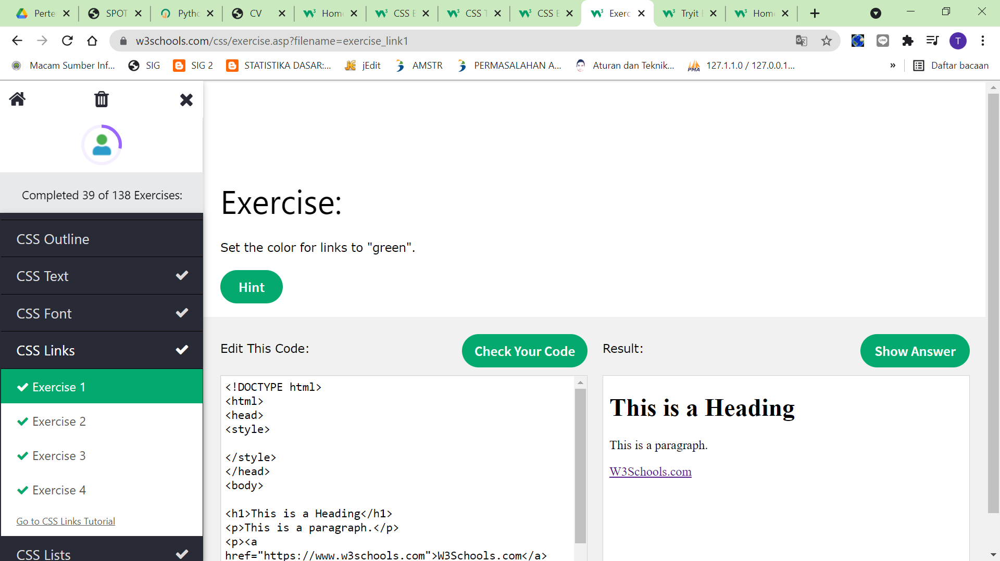 Perte
SPOT
Pytho
CV
Home
CSS E
CSS T
CSS E
Exerc
Tryit
Home
w3schools.com/css/exercise.asp?filename=exercise_link1
T
Macam Sumber Inf...
SIG
SIG 2
STATISTIKA DASAR:...
jEdit
AMSTR
PERMASALAHAN A...
Aturan dan Teknik...
127.1.1.0 / 127.0.0.1...
»
Daftar bacaan
Completed 39 of 138 Exercises:
CSS Outline
CSS Text
CSS Font
CSS Links
Exercise 1
Exercise 2
Exercise 3
Exercise 4
Go to CSS Links Tutorial
CSS Lists
Exercise:
Set the color for links to "green".
Hint
Edit This Code:
Check Your Code
<!DOCTYPE html>
<html>
<head>
<style>
</style>
</head>
<body>
<h1>This is a Heading</h1>
<p>This is a paragraph.</p>
<p><a
href="https://www.w3schools.com">W3Schools.com</a>
Result:
Show Answer
This is a Heading
This is a paragraph.
W3Schools.com